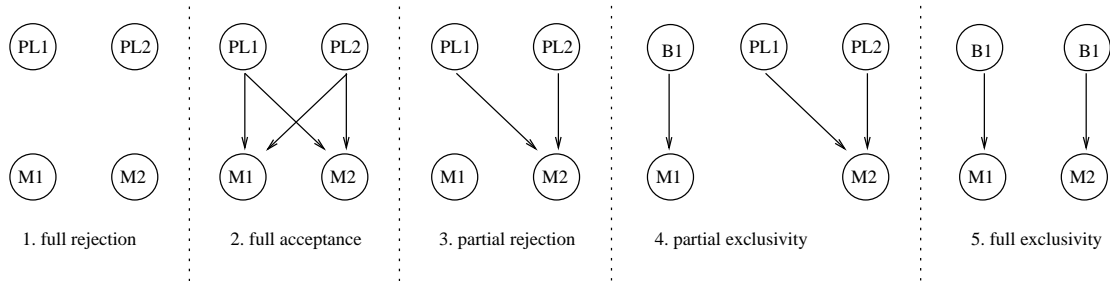 PL1 PL2 PL1 PL2 PL1 PL2 B1 PL1 PL2 B1 B1
M1 M2 M1 M2 M1 M2 M1 M2 M1 M2
1. full rejection 2. full acceptance 3. partial rejection 4. partial exclusivity 5. full exclusivity